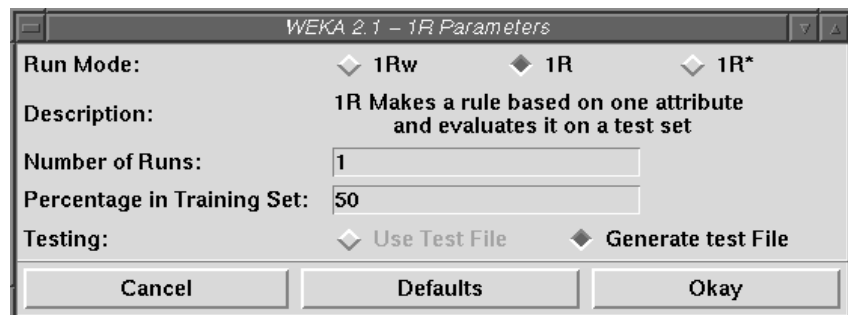 WEKA 2.1 – 1R Parameters
Run Mode: 1Rw 1R 1R*
Description: 1R Makes a rule based on one attribute
and evaluates it on a test set
Number of Runs: 1
Percentage in Training Set: 50
Testing: Use Test File Generate test File
Cancel Defaults Okay